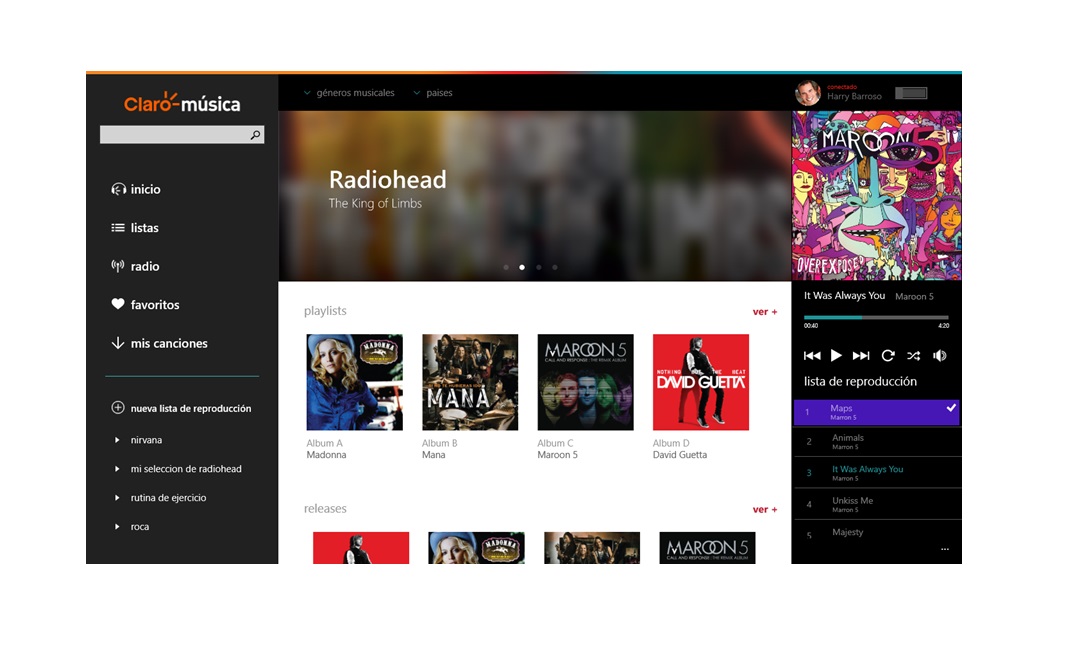 Claro-música
inicio
listas
radio
favoritos
mis canciones
nueva lista de reproducción
nirvana
mi seleccion de radiohead
rutina de ejercicio
roca
géneros musicales
paises
Radiohead
The King of Limbs
playlists
ver +
MADONNA
MANÁ
MAROON 5
CALL AND RESPONSE: THE REMIX ALBUM
NOTHING BUT THE BEAT
DAVID GUETTA
Album A
Madonna
Album B
Mana
Album C
Maroon 5
Album D
David Guetta
releases
ver +
MADONNA
MAROON 5
CALL AND RESPONSE: THE REMIX ALBUM
conectado
Harry Barroso
MAROON 5
OVEREXPOSED
It Was Always You
Maroon 5
00:40
4:20
lista de reproducción
1
Maps
Marron 5
2
Animals
Marron 5
3
It Was Always You
Marron 5
4
Unkiss Me
Marron 5
5
Majesty
...